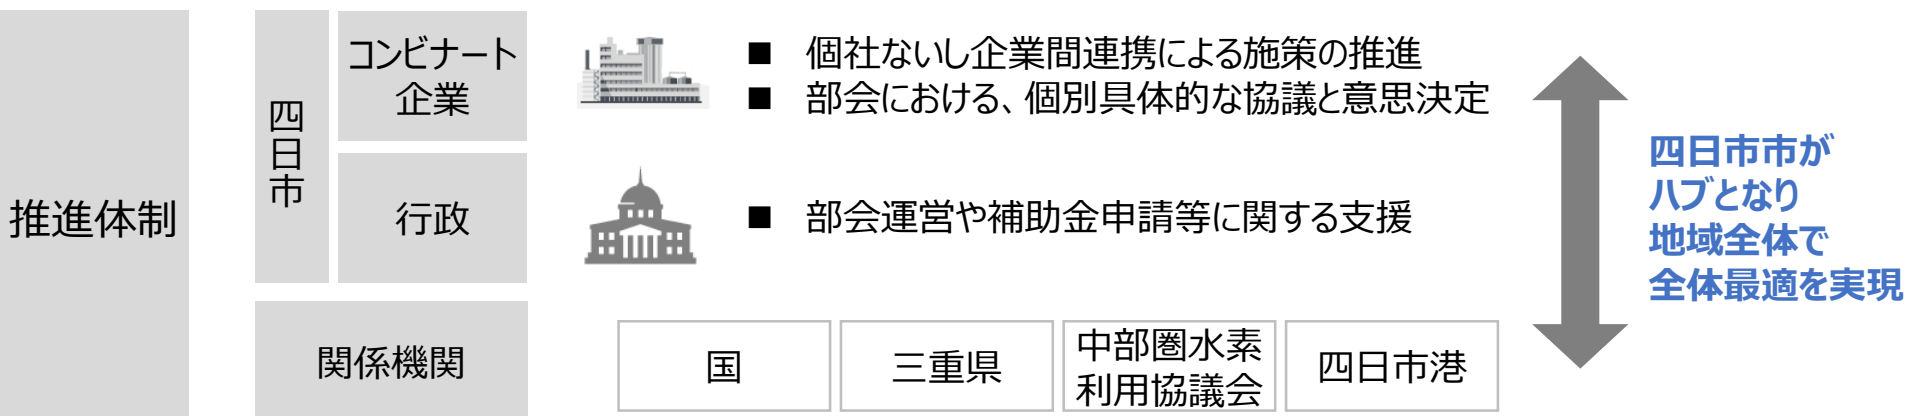 推進体制
四日市
コンビナート
企業
■ 個社ないし企業間連携による施策の推進
■ 部会における、個別具体的な協議と意思決定
行政
■ 部会運営や補助金申請等に関する支援
関係機関
国
三重県
中部圏水素
利用協議会
四日市港
四日市市が
ハブとなり
地域全体で
全体最適を実現